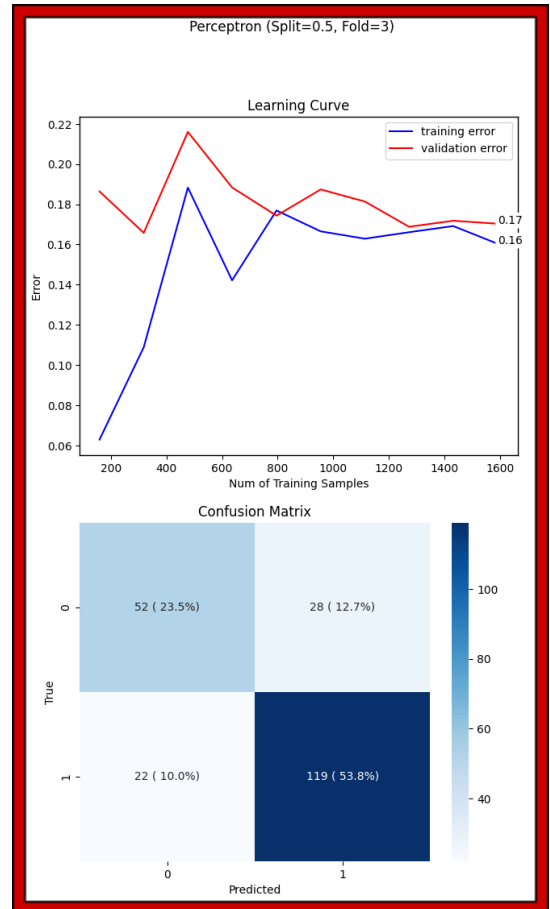 Perceptron (Split=0.5, Fold=3)
Learning Curve
training error
validation error
0.22
0.20
0.18
0.16
0.14
0.12
0.10
0.08
0.06
Error
0.17
0.16
200 400 600 800 1000 1200 1400 1600
Num of Training Samples
Confusion Matrix
52 ( 23.5%) 28 ( 12.7%)
22 ( 10.0%) 119 ( 53.8%)
0
1
True
0 1
Predicted
100
80
60
40